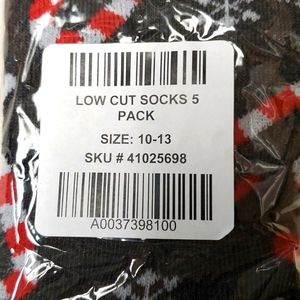 LOW CUT SOCKS 5
PACK
SIZE: 10-13
SKU # 41025698
A0037398100